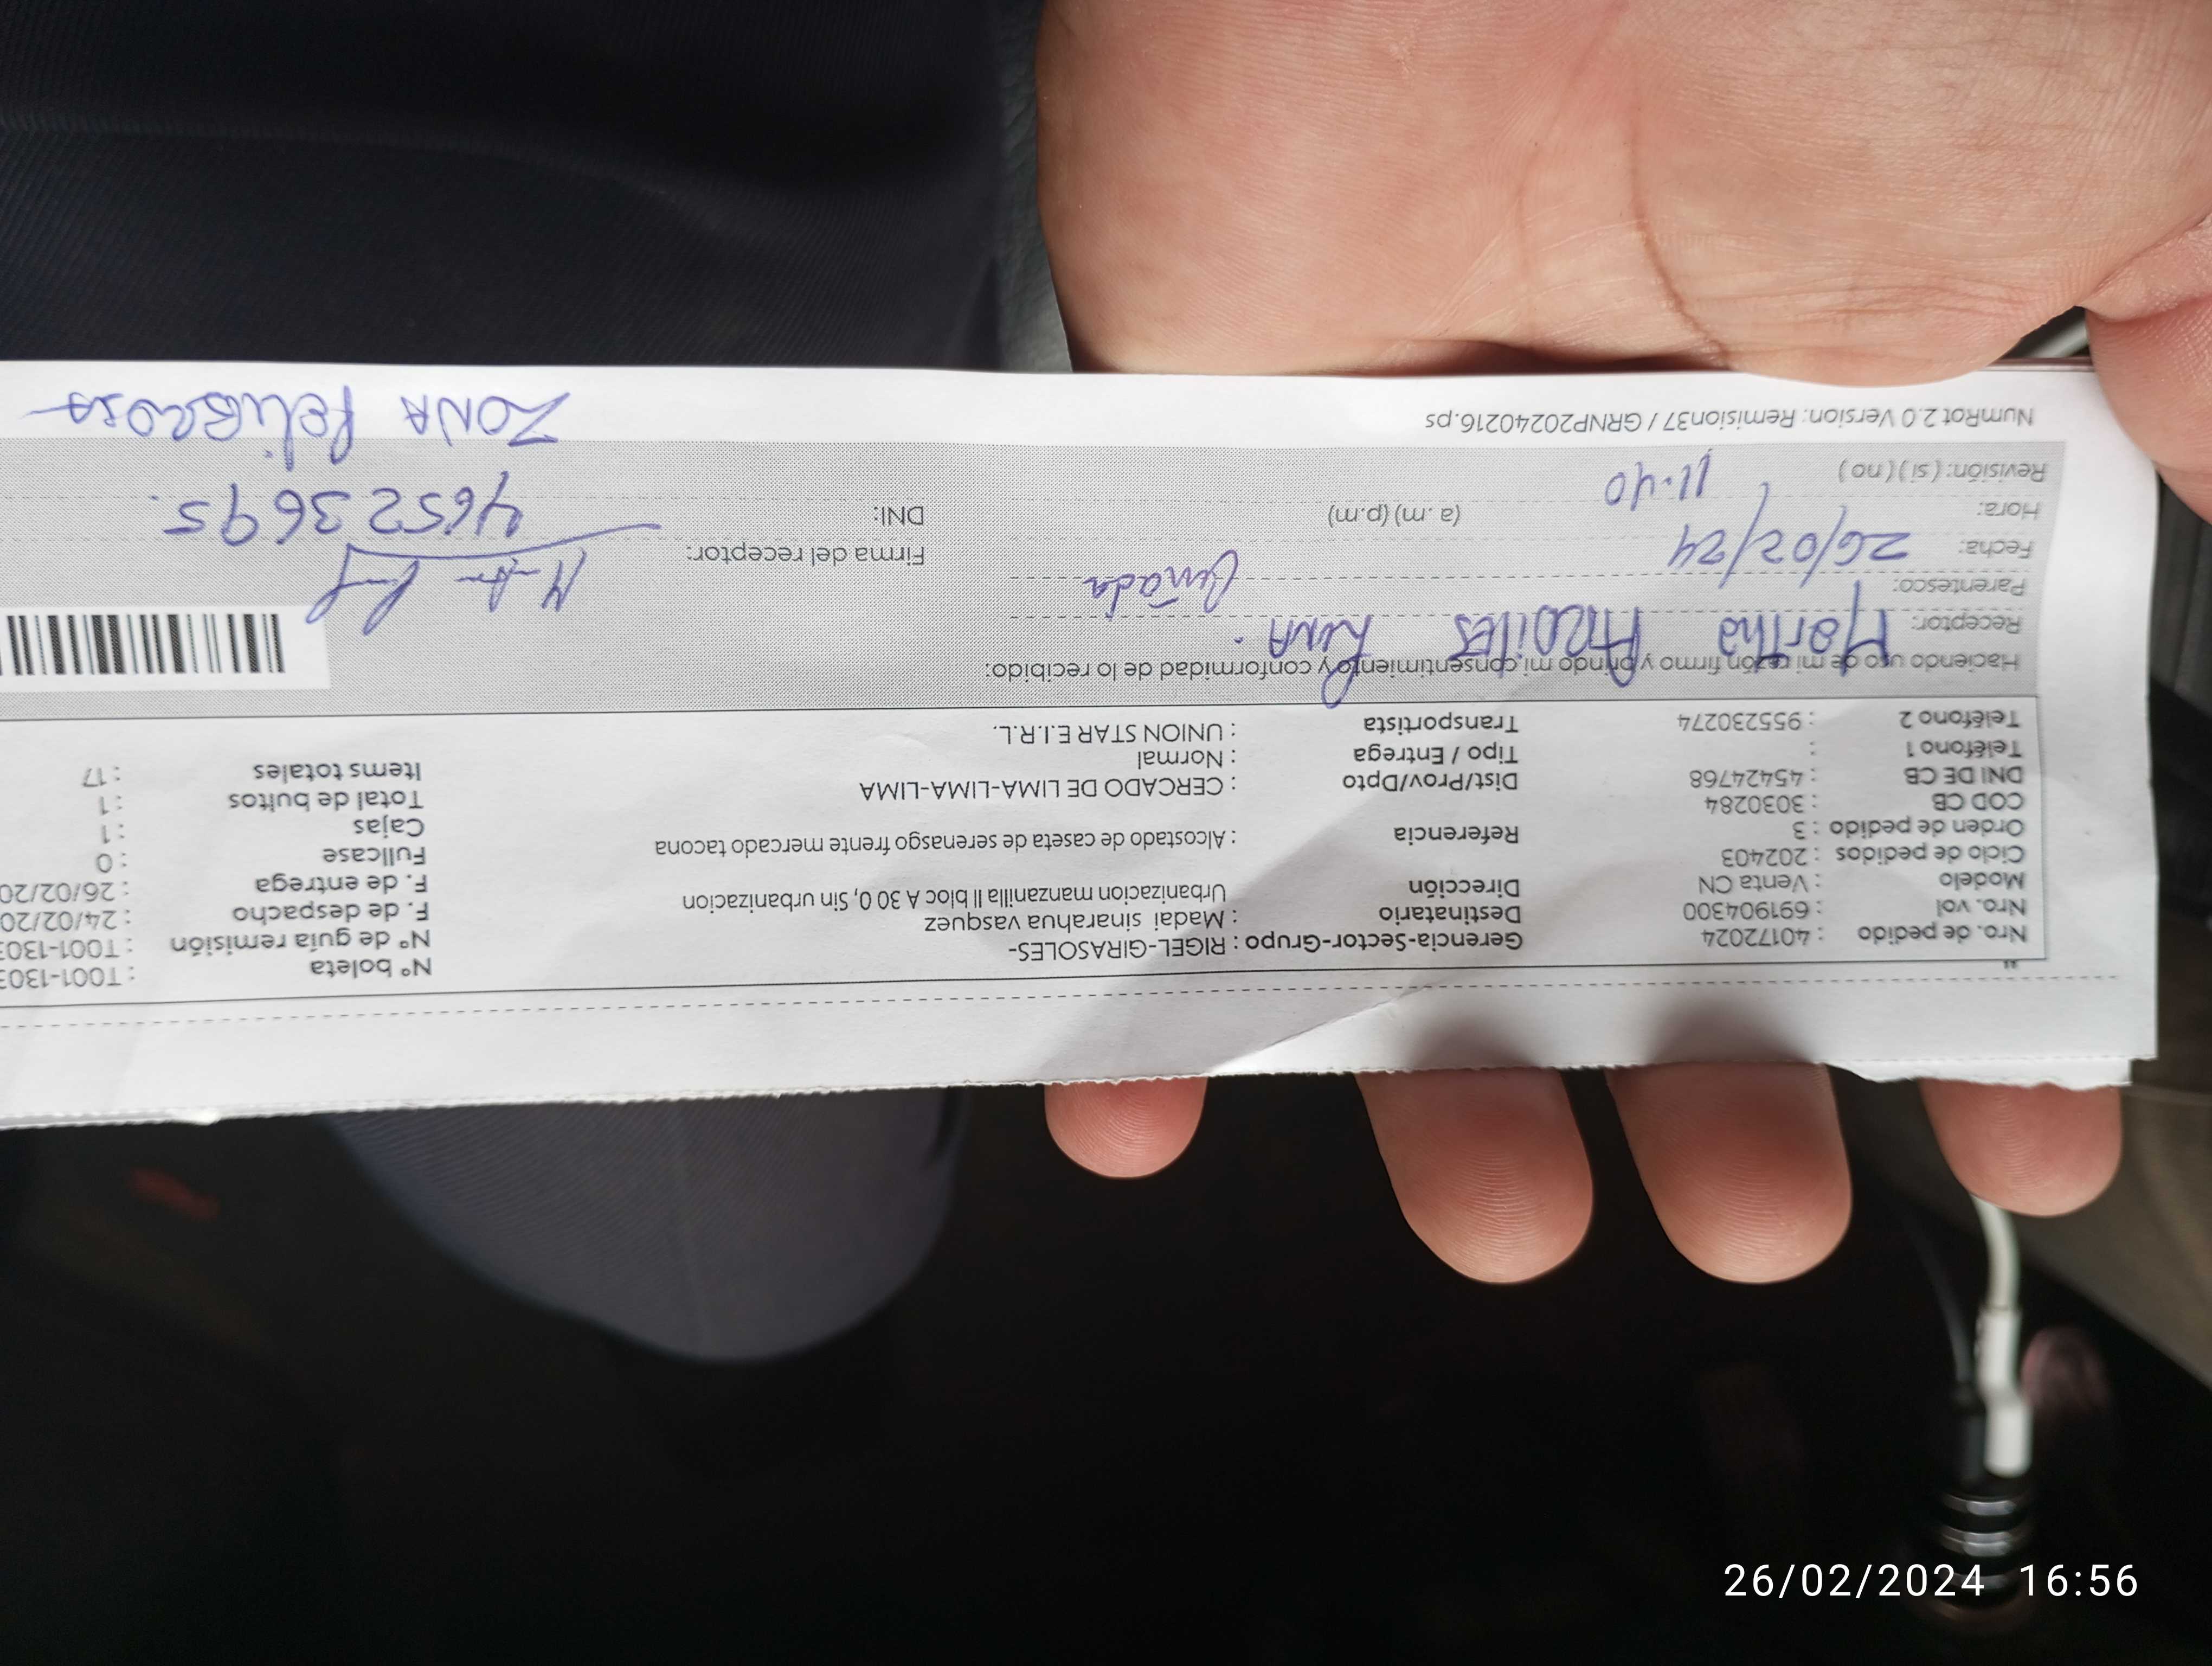 Nro. de pedido : 40172024 Gerencia-Sector-Grupo : RIGEL-GIRASOLES- N° boleta : T001-1303
Nro. vol : 691904300 Destinatario : Madai sinarahua vasquez N° de guía remisión : T001-1303
Modelo : Venta CN Dirección Urbanizacion manzanilla II bloc A 30 0, Sin urbanizacion F. de despacho : 24/02/20
Ciclo de pedidos : 202403 F. de entrega : 26/02/20
Orden de pedido : 3 Referencia : Alcostado de caseta de serenasgo frente mercado tacona Fullcase : 0
COD CB : 3030284 Cajas : 1
DNI DE CB : 45424768 Dist/Prov/Dpto : CERCADO DE LIMA-LIMA-LIMA Total de bultos : 1
Teléfono 1 : Tipo / Entrega : Normal Items totales : 17
Teléfono 2 : 955230274 Transportista : UNION STAR E.I.R.L.
Haciendo uso de mi razón firmo y brindo mi consentimiento y conformidad de lo recibido:
Receptor: Martha
Parentesco: Cuñada
Fecha: 26/02/24 Firma del receptor:
Hora: 11:40 (a. m) (p.m) DNI: 46523695.
Revisión: ( si ) ( no )
NumRot 2.0 Version: Remision37 / GRNP20240216.ps ZONA PELIGROSA
26/02/2024 16:56